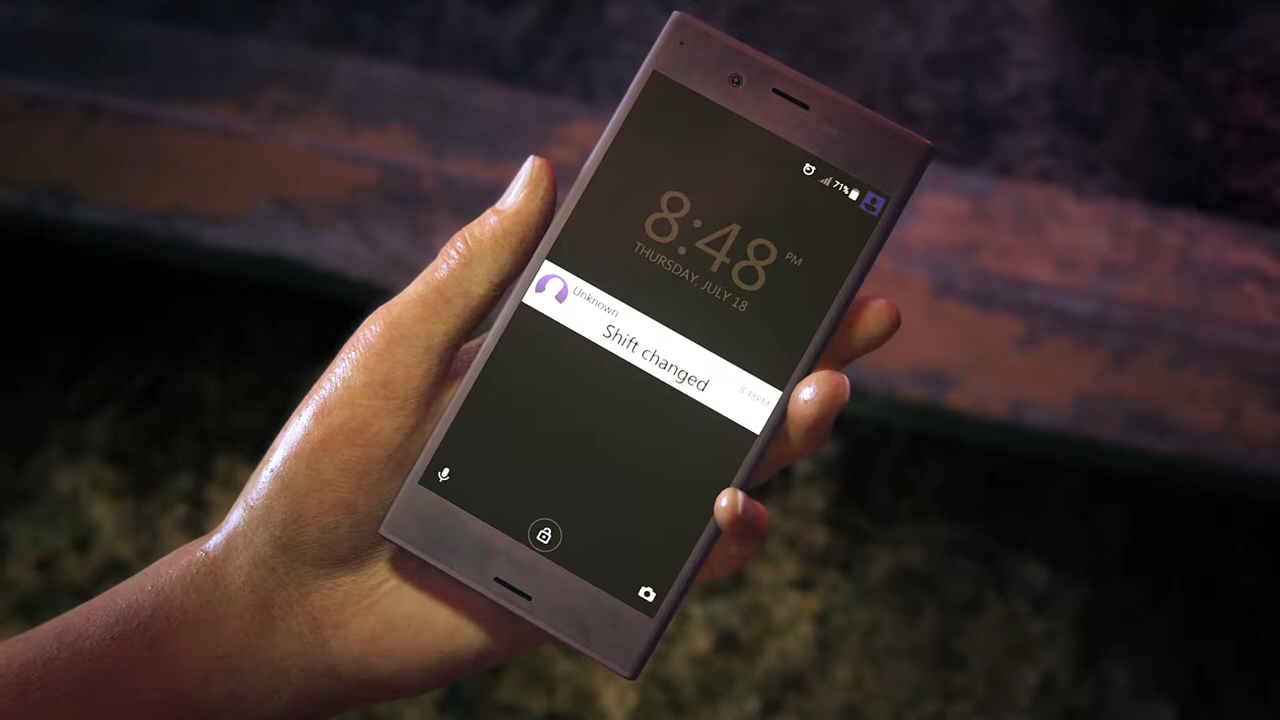 71%
8:48 PM
THURSDAY, JULY 18
Unknown
Shift changed
8:48PM